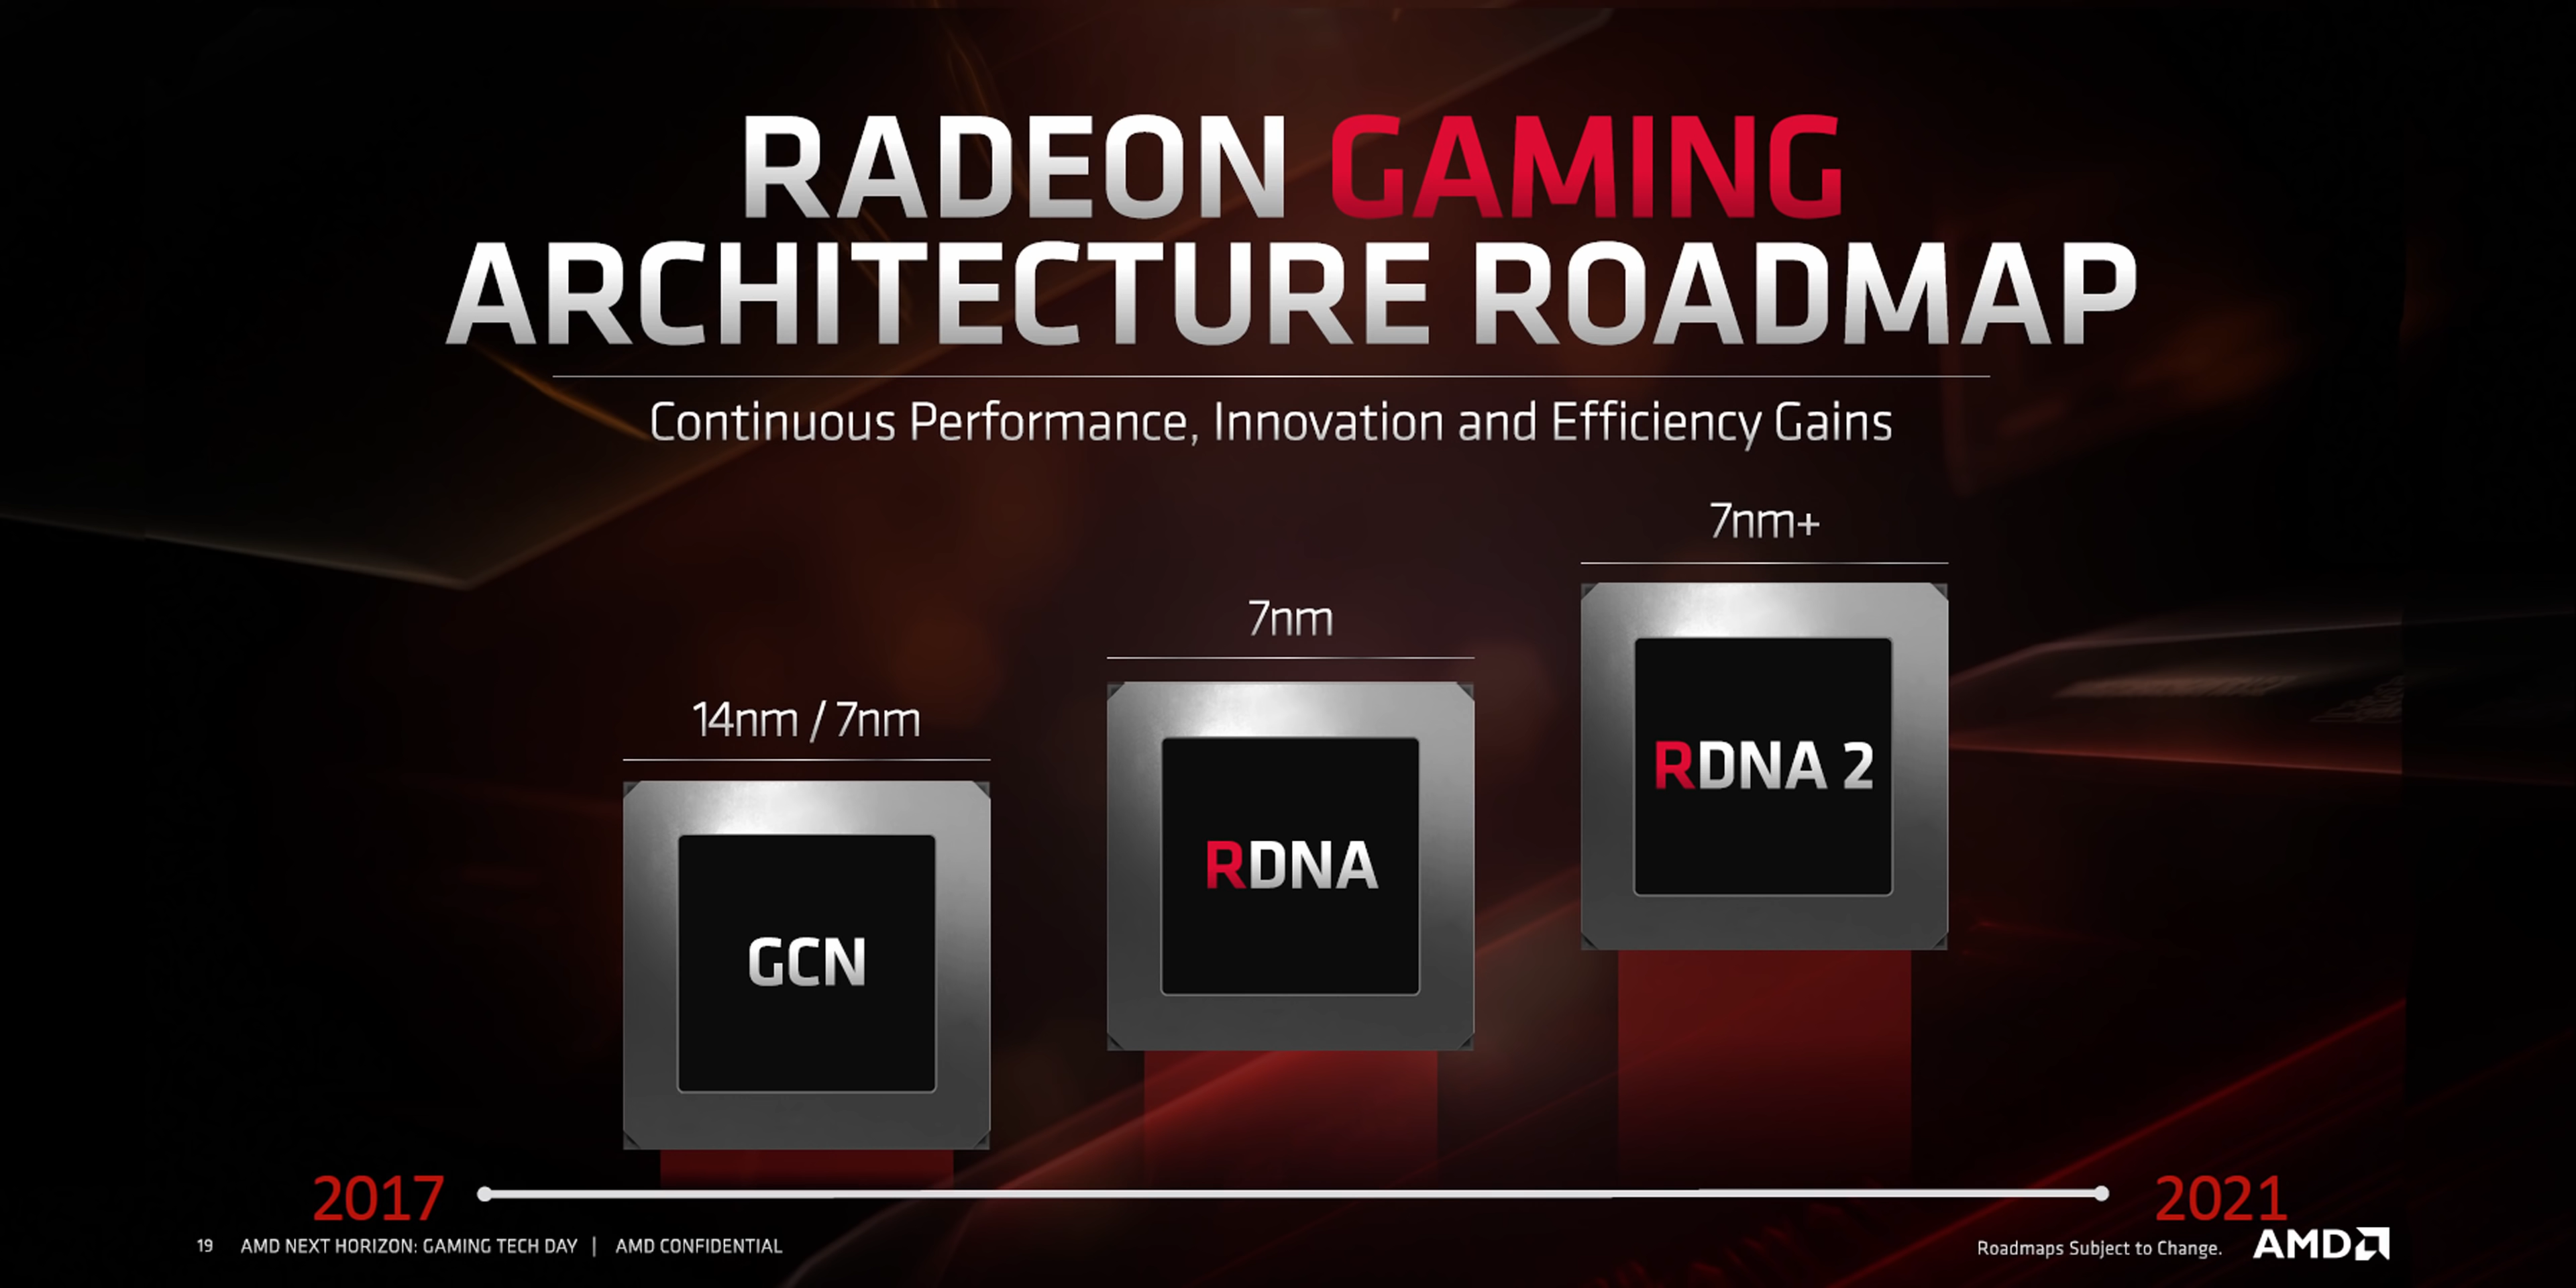 RADEON GAMING
ARCHITECTURE ROADMAP
Continuous Performance, Innovation and Efficiency Gains
14nm / 7nm
GCN
7nm
RDNA
7nm+
RDNA 2
2017
2021
19 AMD NEXT HORIZON: GAMING TECH DAY | AMD CONFIDENTIAL
Roadmaps Subject to Change.
AMD